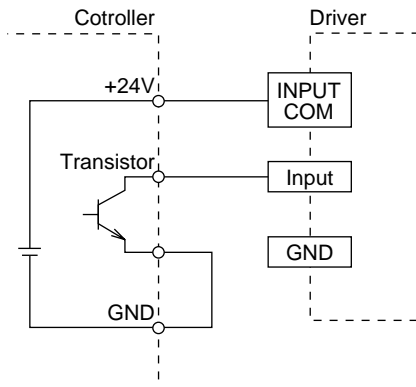 Cotroller
Driver
+24V
INPUT
COM
Transistor
Input
GND
GND